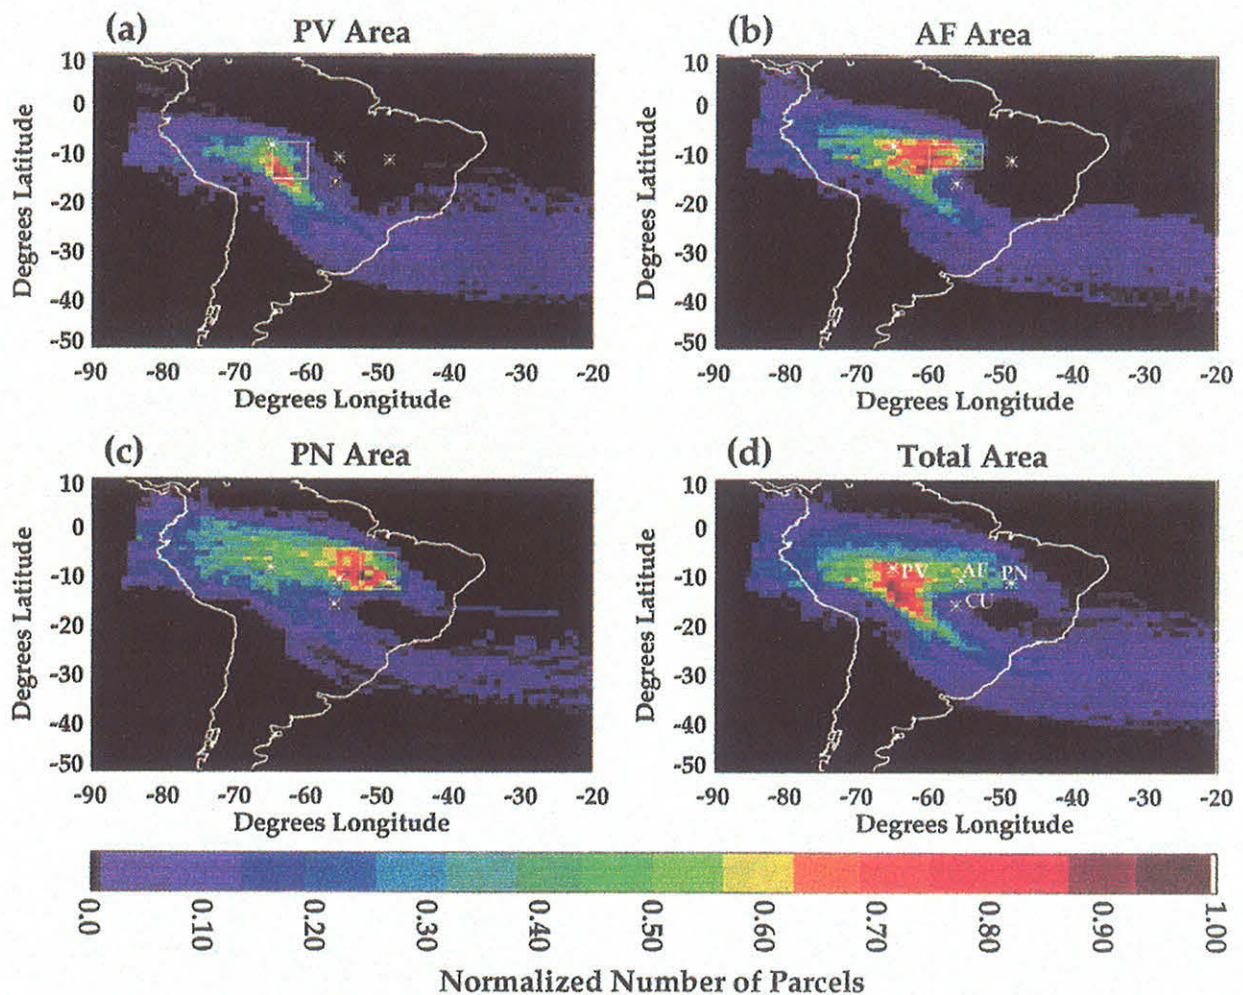 (a) PV Area
(b) AF Area
Degrees Latitude
10
0
-10
-20
-30
-40
-50
-90 -80 -70 -60 -50 -40 -30 -20
Degrees Longitude
Degrees Latitude
10
0
-10
-20
-30
-40
-50
-90 -80 -70 -60 -50 -40 -30 -20
Degrees Longitude
(c) PN Area
(d) Total Area
Degrees Latitude
10
0
-10
-20
-30
-40
-50
-90 -80 -70 -60 -50 -40 -30 -20
Degrees Longitude
Degrees Latitude
10
0
-10
-20
-30
-40
-50
PV AF PN
CU
-90 -80 -70 -60 -50 -40 -30 -20
Degrees Longitude
0.0 0.10 0.20 0.30 0.40 0.50 0.60 0.70 0.80 0.90 1.00
Normalized Number of Parcels